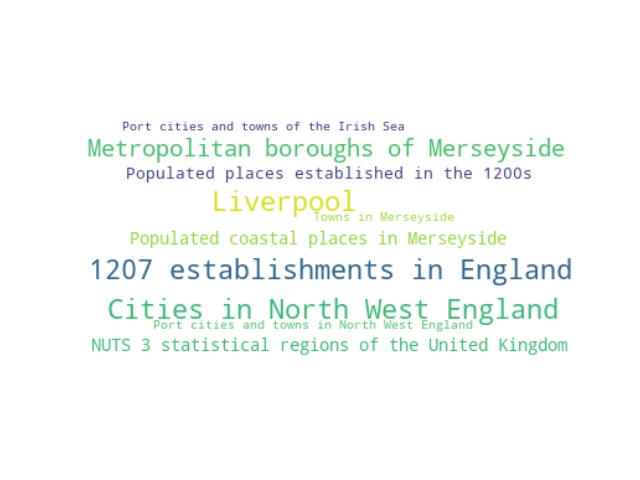 Port cities and towns of the Irish Sea
Metropolitan boroughs of Merseyside
Populated places established in the 1200s
Liverpool
Towns in Merseyside
Populated coastal places in Merseyside
1207 establishments in England
Cities in North West England
Port cities and towns in North West England
NUTS 3 statistical regions of the United Kingdom